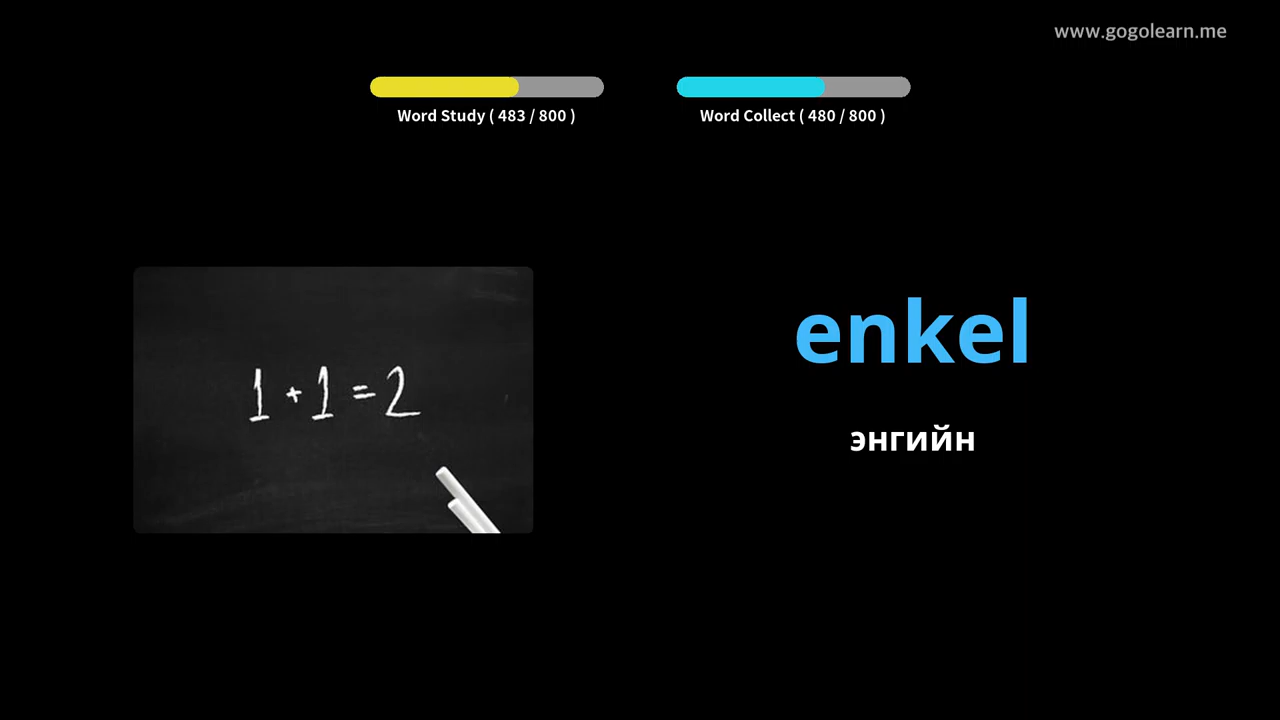 www.gogolearn.me
Word Study ( 483 / 800 )
Word Collect ( 480 / 800 )
1 + 1 = 2
enkel
энгийн